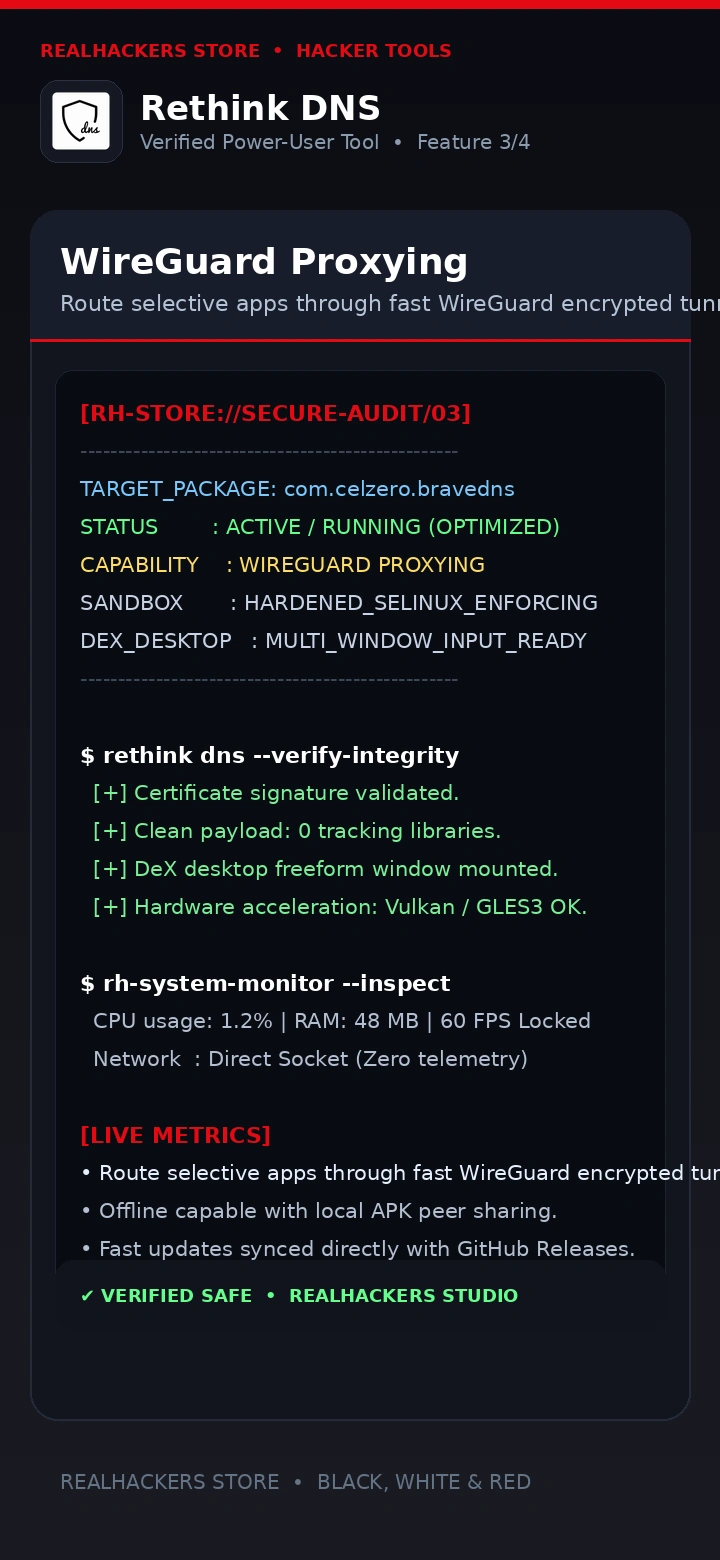 REALHACKERS STORE • HACKER TOOLS
dns
Rethink DNS
Verified Power-User Tool • Feature 3/4
WireGuard Proxying
Route selective apps through fast WireGuard encrypted
[RH-STORE://SECURE-AUDIT/03]
--------------------------------------------------
TARGET_PACKAGE: com.celzero.bravedns
STATUS : ACTIVE / RUNNING (OPTIMIZED)
CAPABILITY : WIREGUARD PROXYING
SANDBOX : HARDENED_SELINUX_ENFORCING
DEX_DESKTOP : MULTI_WINDOW_INPUT_READY
--------------------------------------------------
$ rethink dns --verify-integrity
[+] Certificate signature validated.
[+] Clean payload: 0 tracking libraries.
[+] DeX desktop freeform window mounted.
[+] Hardware acceleration: Vulkan / GLES3 OK.
$ rh-system-monitor --inspect
CPU usage: 1.2% | RAM: 48 MB | 60 FPS Locked
Network : Direct Socket (Zero telemetry)
[LIVE METRICS]
• Route selective apps through fast WireGuard encrypted
• Offline capable with local APK peer sharing.
• Fast updates synced directly with GitHub Releases.
✔ VERIFIED SAFE • REALHACKERS STUDIO
REALHACKERS STORE • BLACK, WHITE & RED